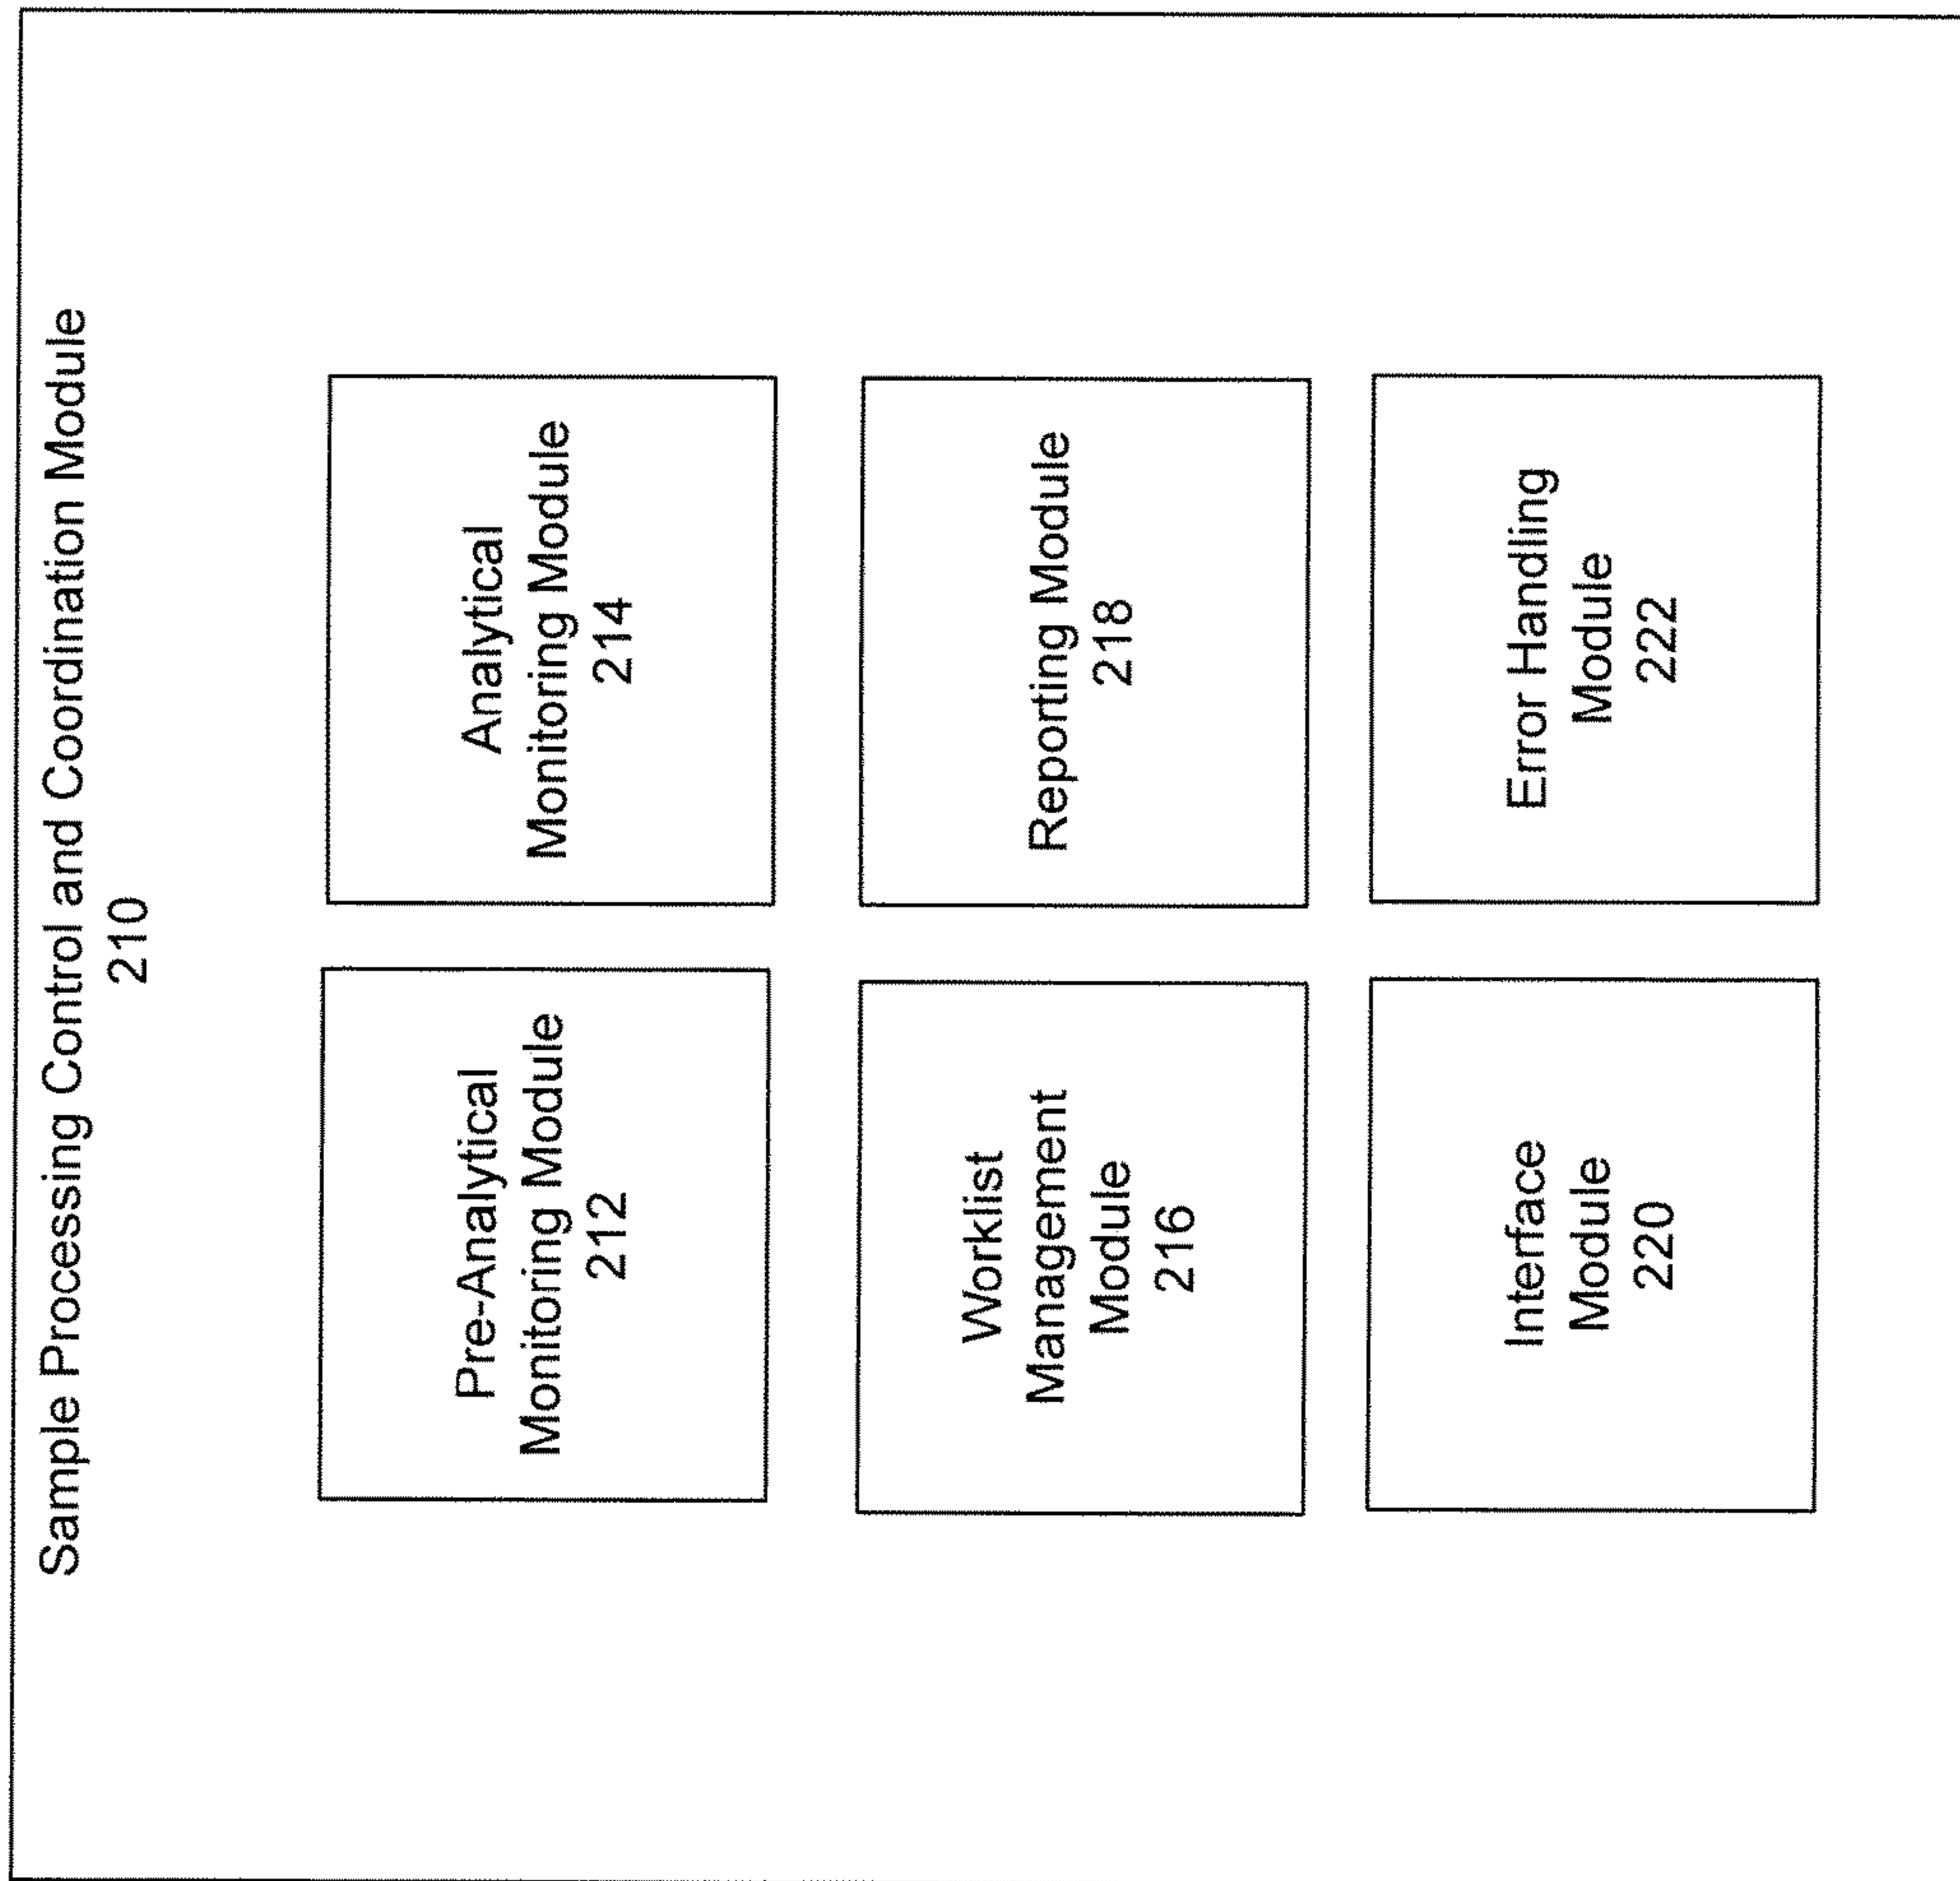 Sample Processing Control and Coordination Module
210
Pre-Analytical
Monitoring Module
212
Analytical
Monitoring Module
214
Worklist
Management
Module
216
Reporting Module
218
Interface
Module
220
Error Handling
Module
222